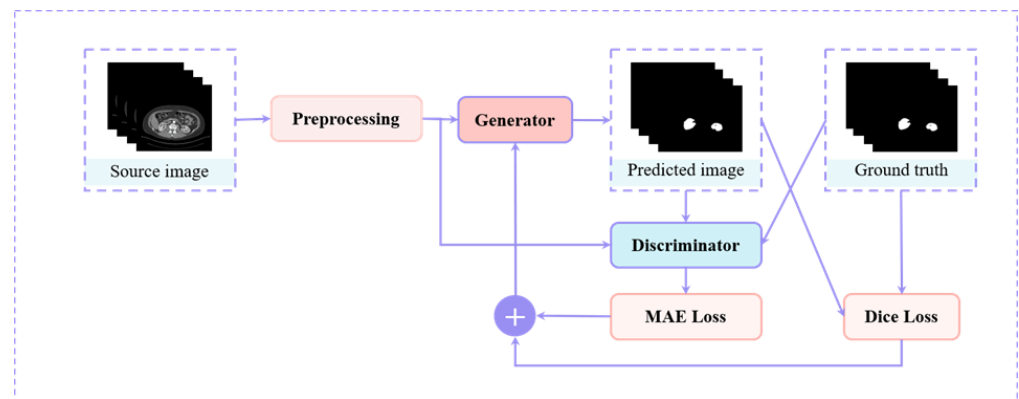 Preprocessing
Generator
Source image
Predicted image
Ground truth
Discriminator
MAE Loss
Dice Loss
+